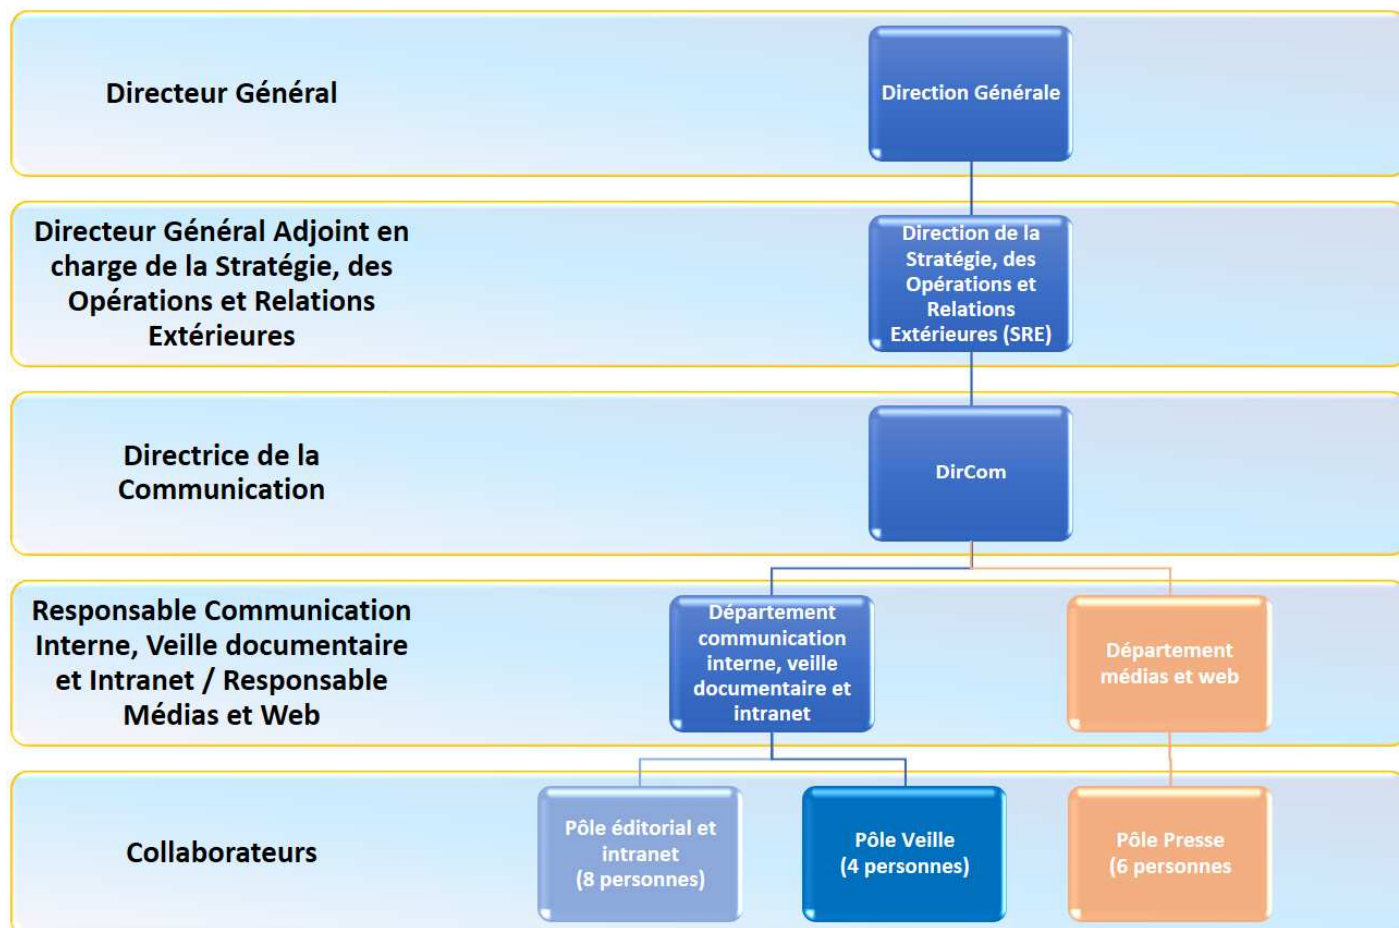 Directeur Général
Direction Générale
Directeur Général Adjoint en
charge de la Stratégie, des
Opérations et Relations
Extérieures
Direction de la
Stratégie, des
Opérations et
Relations
Extérieures (SRE)
Directrice de la
Communication
DirCom
Responsable Communication
Interne, Veille documentaire
et Intranet / Responsable
Médias et Web
Département
communication
interne, veille
documentaire et
intranet
Département
médias et web
Collaborateurs
Pôle éditorial et
intranet
(8 personnes)
Pôle Veille
(4 personnes)
Pôle Presse
(6 personnes